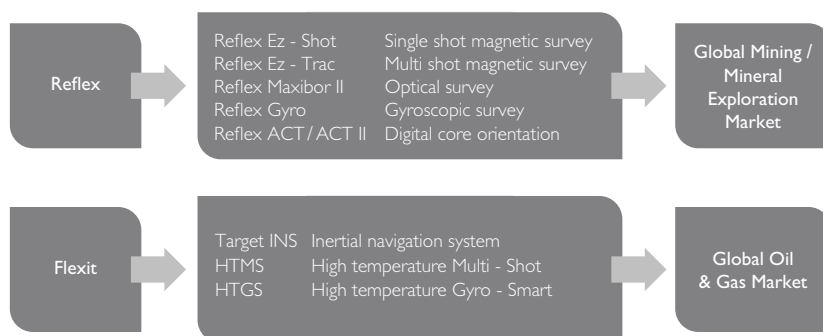 Reflex
Reflex Ez - Shot Single shot magnetic survey
Reflex Ez - Trac Multi shot magnetic survey
Reflex Maxibor II Optical survey
Reflex Gyro Gyroscopic survey
Reflex ACT / ACT II Digital core orientation
Global Mining /
Mineral
Exploration
Market
Flexit
Target INS Inertial navigation system
HTMS High temperature Multi - Shot
HTGS High temperature Gyro - Smart
Global Oil
& Gas Market